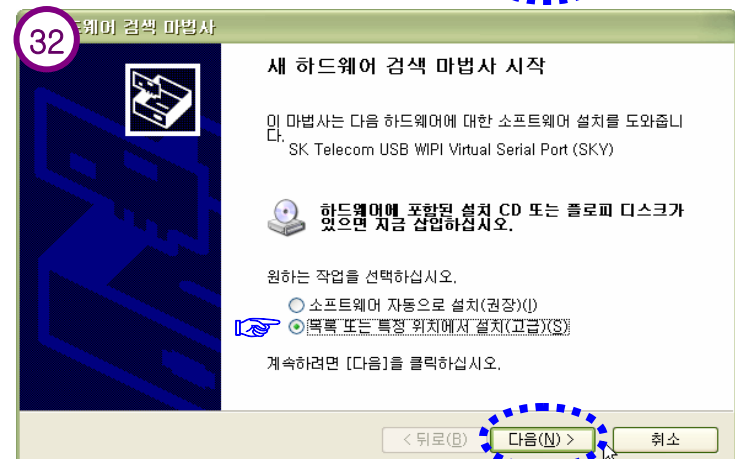 32
드웨어 검색 마법사
새 하드웨어 검색 마법사 시작
이 마법사는 다음 하드웨어에 대한 소프트웨어 설치를 도와줍니
다.
SK Telecom USB WIPI Virtual Serial Port (SKY)
하드웨어에 포함된 설치 CD 또는 플로피 디스크가
있으면 지금 삽입하십시오.
원하는 작업을 선택하십시오.
소프트웨어 자동으로 설치(권장)(I)
목록 또는 특정 위치에서 설치(고급)(S)
계속하려면 [다음]을 클릭하십시오.
< 뒤로(B) 다음(N) > 취소